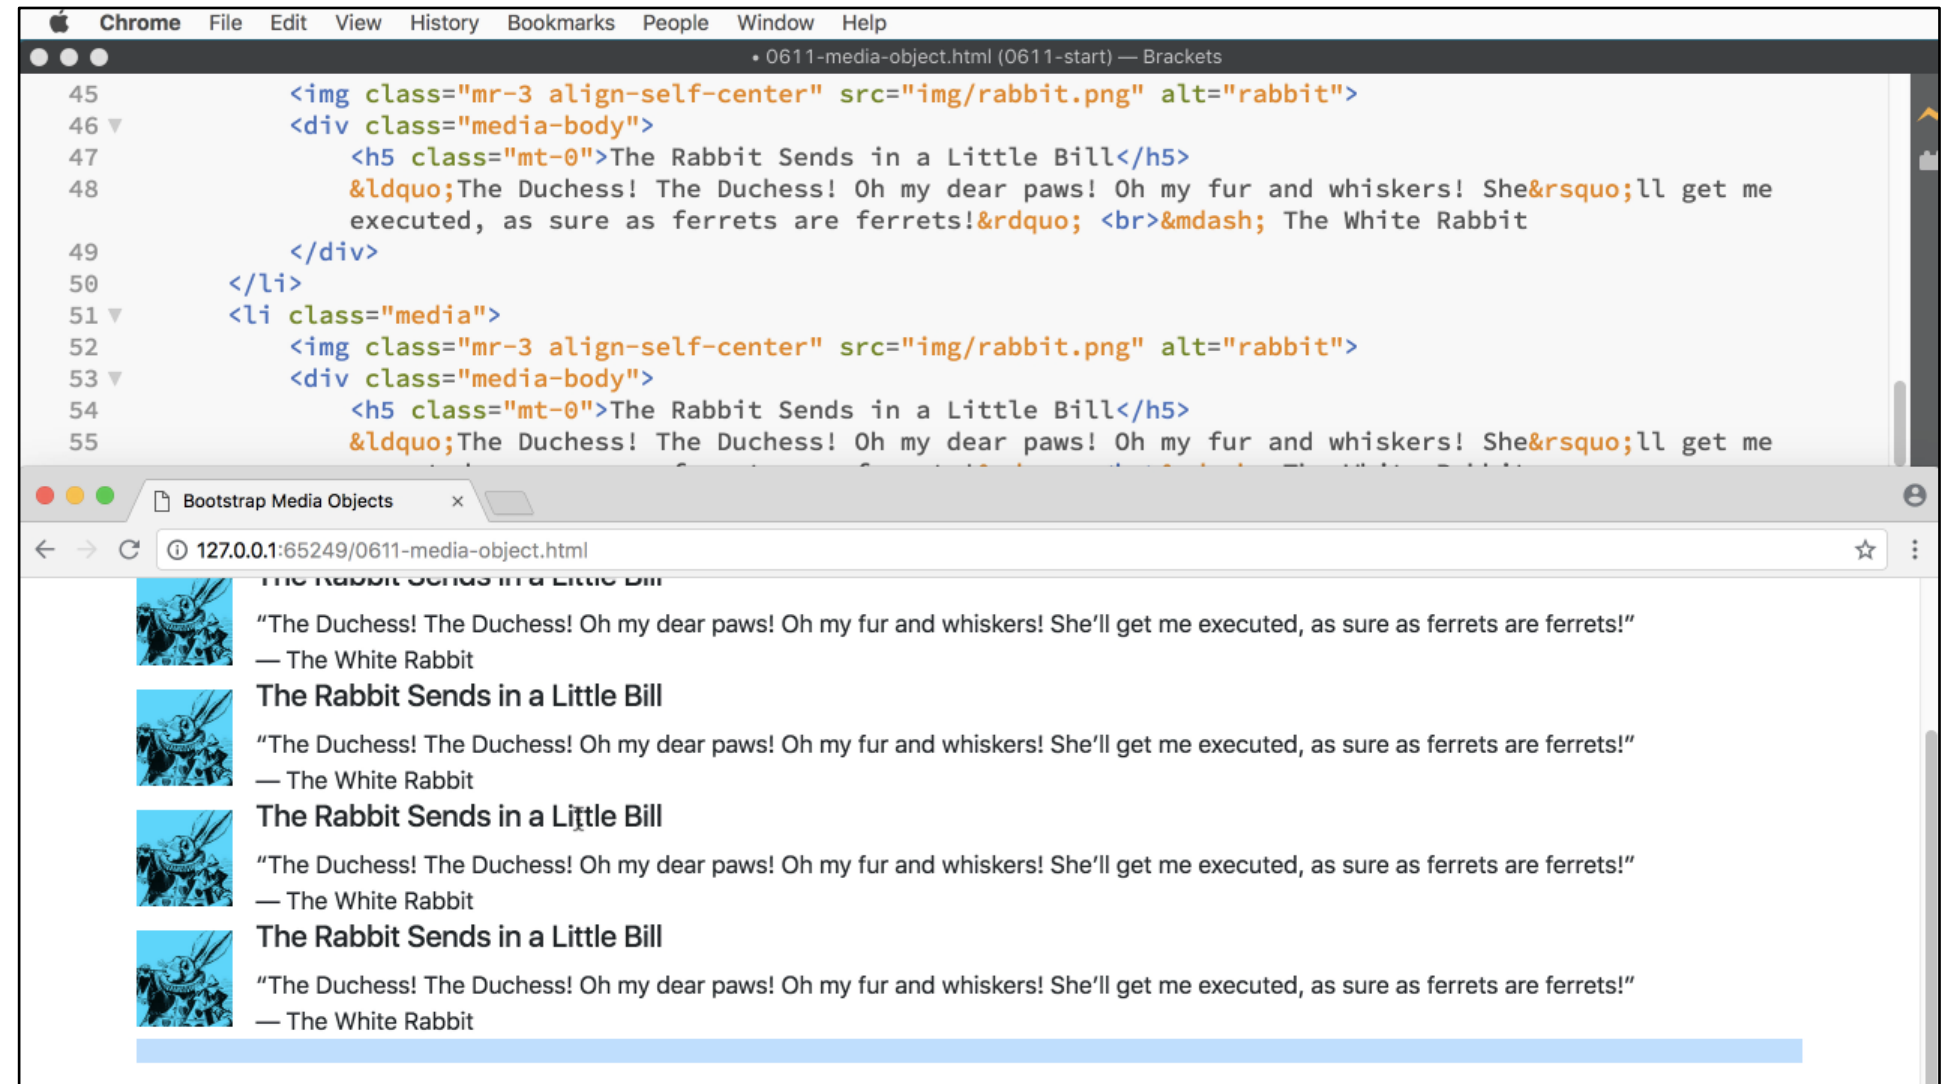 Chrome File Edit View History Bookmarks People Window Help
• 0611-media-object.html (0611-start) — Brackets
45 <img class="mr-3 align-self-center" src="img/rabbit.png" alt="rabbit">
46 <div class="media-body">
47 <h5 class="mt-0">The Rabbit Sends in a Little Bill</h5>
48 &ldquo;The Duchess! The Duchess! Oh my dear paws! Oh my fur and whiskers! She&rsquo;ll get me
executed, as sure as ferrets are ferrets!&rdquo; <br>&mdash; The White Rabbit
49 </div>
50 </li>
51 <li class="media">
52 <img class="mr-3 align-self-center" src="img/rabbit.png" alt="rabbit">
53 <div class="media-body">
54 <h5 class="mt-0">The Rabbit Sends in a Little Bill</h5>
55 &ldquo;The Duchess! The Duchess! Oh my dear paws! Oh my fur and whiskers! She&rsquo;ll get me
Bootstrap Media Objects
127.0.0.1:65249/0611-media-object.html
The Rabbit Sends in a Little Bill
“The Duchess! The Duchess! Oh my dear paws! Oh my fur and whiskers! She’ll get me executed, as sure as ferrets are ferrets!”
— The White Rabbit
The Rabbit Sends in a Little Bill
“The Duchess! The Duchess! Oh my dear paws! Oh my fur and whiskers! She’ll get me executed, as sure as ferrets are ferrets!”
— The White Rabbit
The Rabbit Sends in a Little Bill
“The Duchess! The Duchess! Oh my dear paws! Oh my fur and whiskers! She’ll get me executed, as sure as ferrets are ferrets!”
— The White Rabbit
The Rabbit Sends in a Little Bill
“The Duchess! The Duchess! Oh my dear paws! Oh my fur and whiskers! She’ll get me executed, as sure as ferrets are ferrets!”
— The White Rabbit